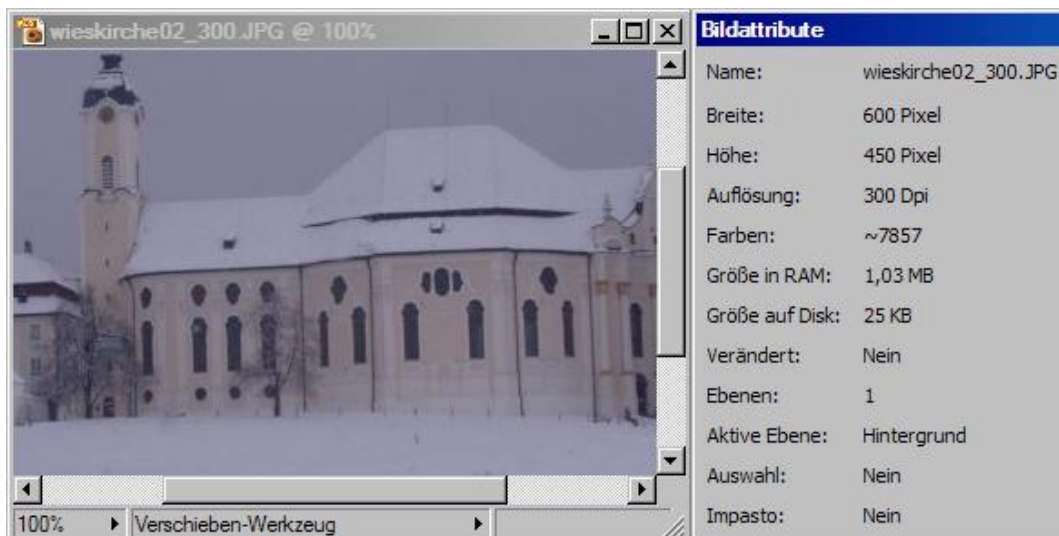 wieskirche02_300.JPG @ 100%
100%
Verschieben-Werkzeug
Bildattribute
Name: wieskirche02_300.JPG
Breite: 600 Pixel
Höhe: 450 Pixel
Auflösung: 300 Dpi
Farben: ~7857
Größe in RAM: 1,03 MB
Größe auf Disk: 25 KB
Verändert: Nein
Ebenen: 1
Aktive Ebene: Hintergrund
Auswahl: Nein
Impasto: Nein